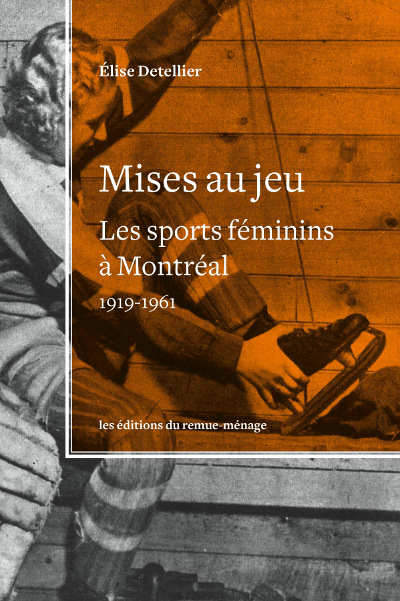 Élise Detellier
Mises au jeu
Les sports féminins
à Montréal
1919-1961
les éditions du remue-ménage